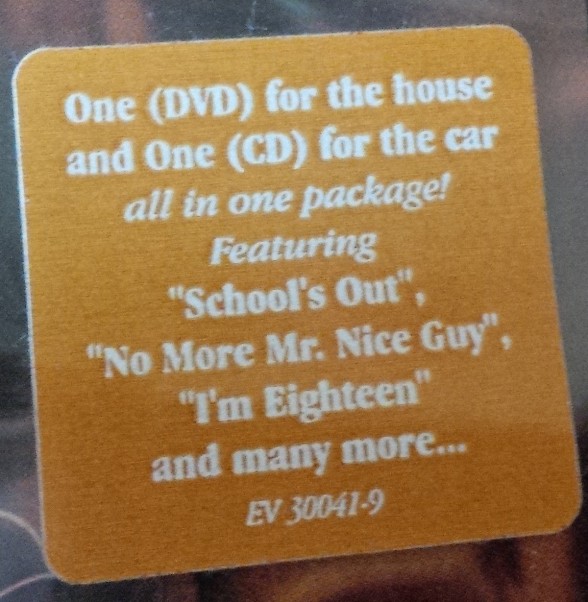 One (DVD) for the house
and One (CD) for the car
all in one package!
Featuring
"School's Out",
"No More Mr. Nice Guy",
"I'm Eighteen"
and many more...
EV 30041-9